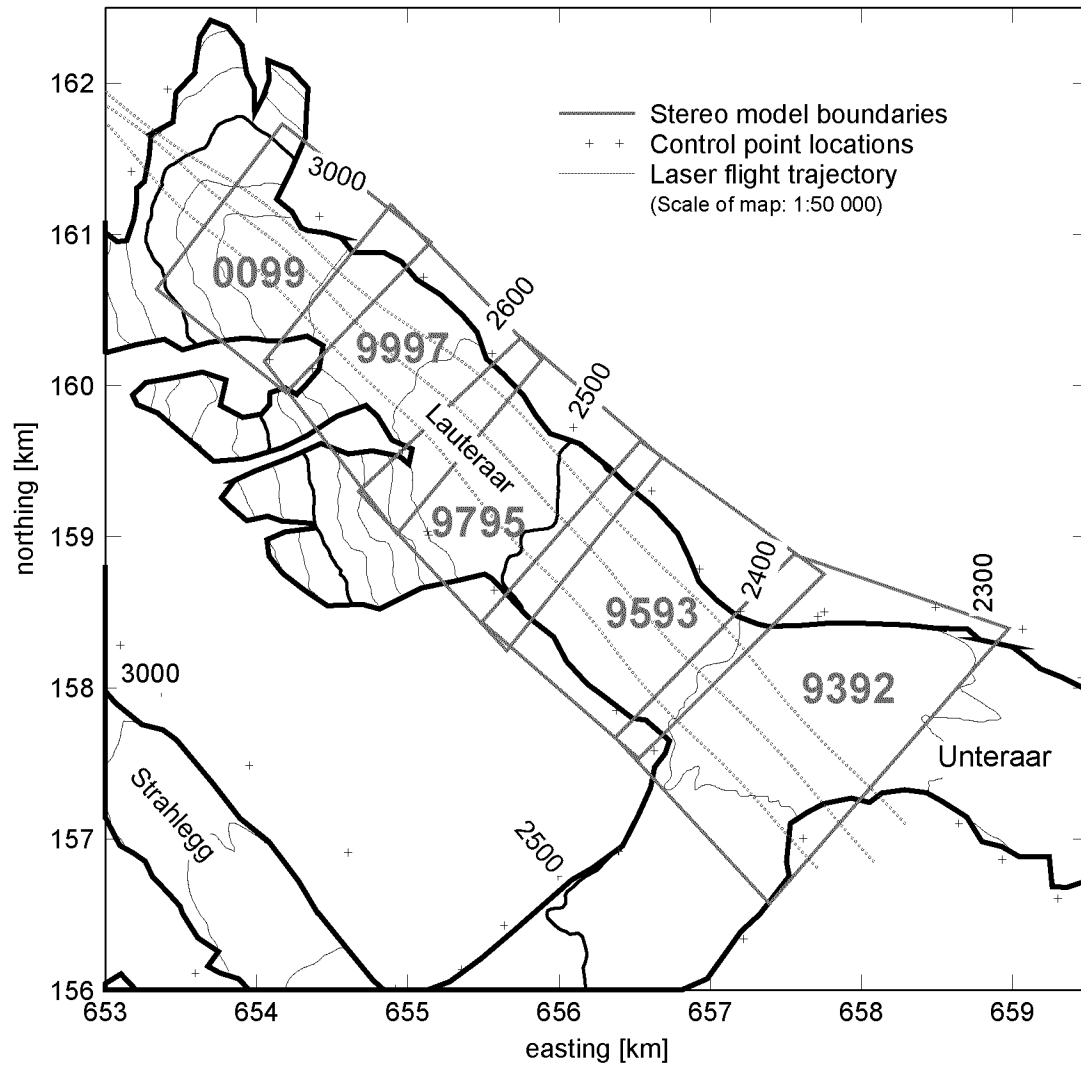 162
161
160
159
158
157
156
northing [km]
653
654
655
656
657
658
659
easting [km]
Stereo model boundaries
+ + Control point locations
Laser flight trajectory
(Scale of map: 1:50 000)
3000
2600
2500
2400
2300
0099
9997
9795
9593
9392
Lauteraar
Unteraar
3000
Strahlegg
2500